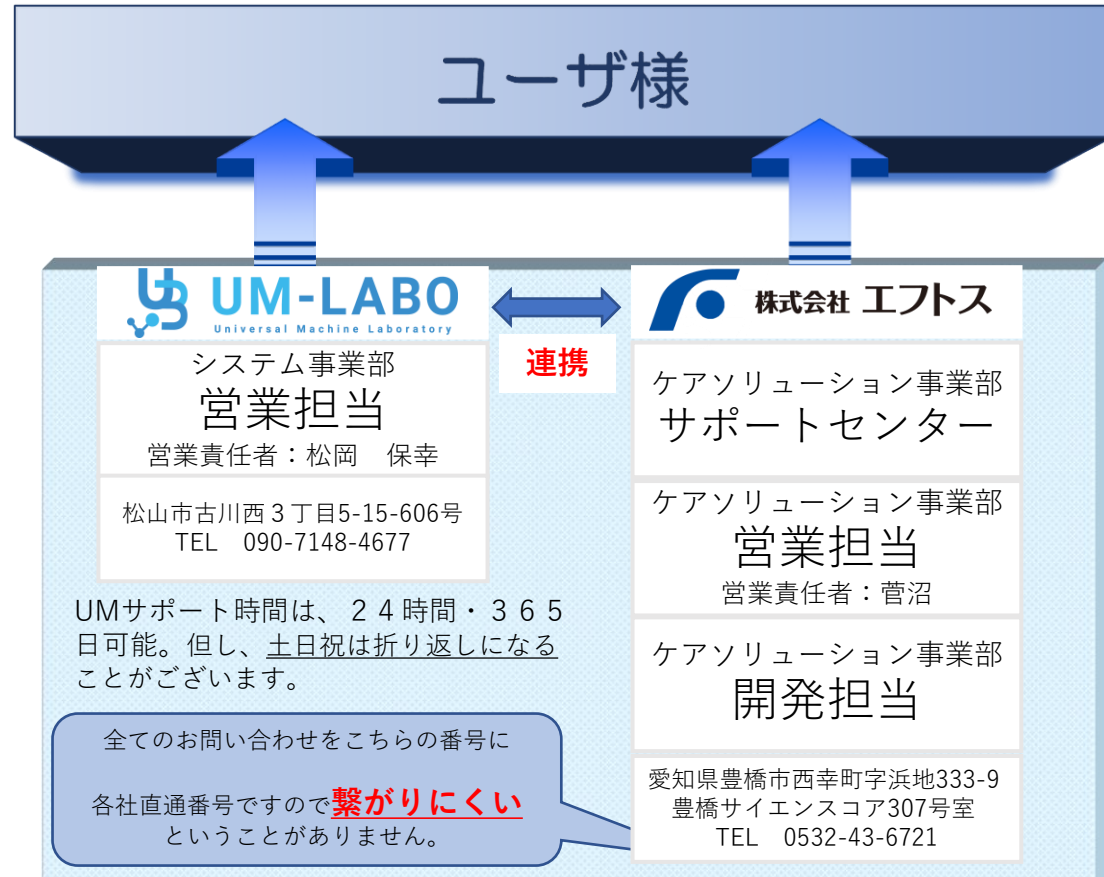 ユーザ様
UM-LABO
Universal Machine Laboratory
システム事業部
営業担当
営業責任者：松岡　保幸
松山市古川西３丁目5-15-606号
TEL　090-7148-4677
連携
株式会社 エフトス
ケアソリューション事業部
サポートセンター
ケアソリューション事業部
営業担当
営業責任者：菅沼
ケアソリューション事業部
開発担当
愛知県豊橋市西幸町字浜地333-9
豊橋サイエンスコア307号室
TEL　0532-43-6721
UMサポート時間は、２４時間・３６５
日可能。但し、土日祝は折り返しになる
ことがございます。
全てのお問い合わせをこちらの番号に
各社直通番号ですので繋がりにくい
ということがありません。